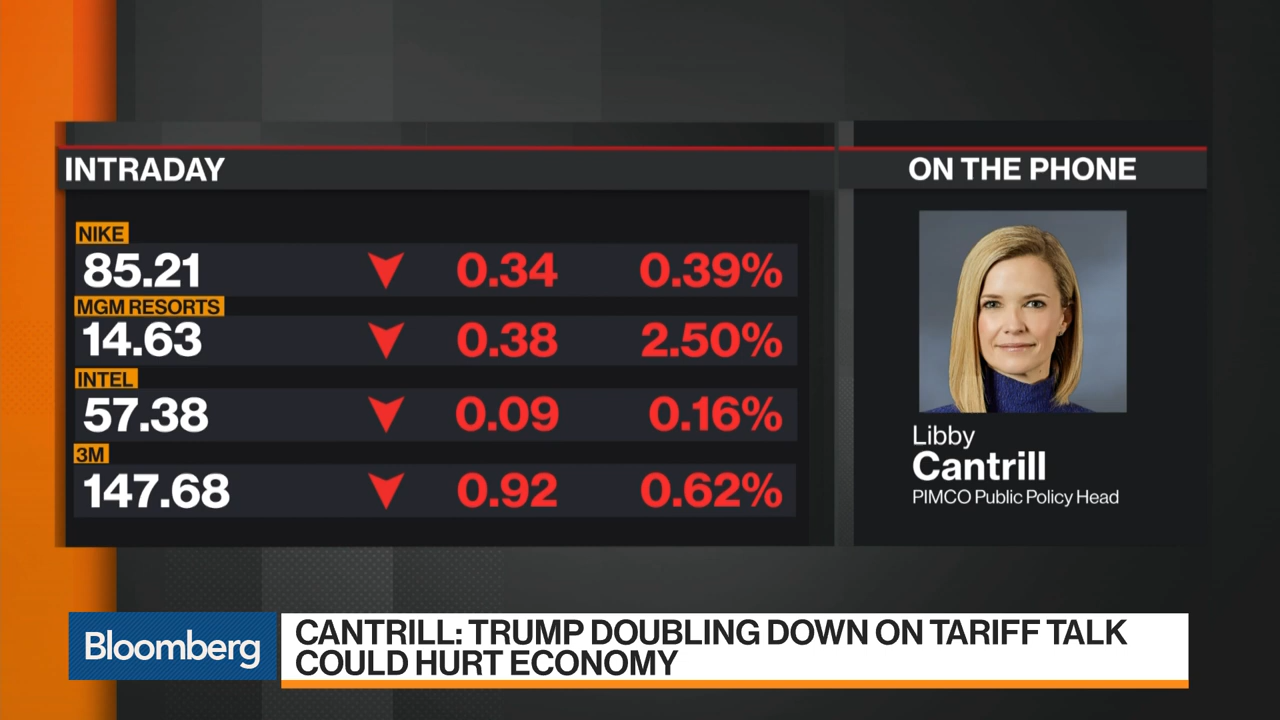 INTRADAY
NIKE
85.21 0.34 0.39%
MGM RESORTS
14.63 0.38 2.50%
INTEL
57.38 0.09 0.16%
3M
147.68 0.92 0.62%
ON THE PHONE
Libby
Cantrill
PIMCO Public Policy Head
Bloomberg
CANTRILL: TRUMP DOUBLING DOWN ON TARIFF TALK
COULD HURT ECONOMY